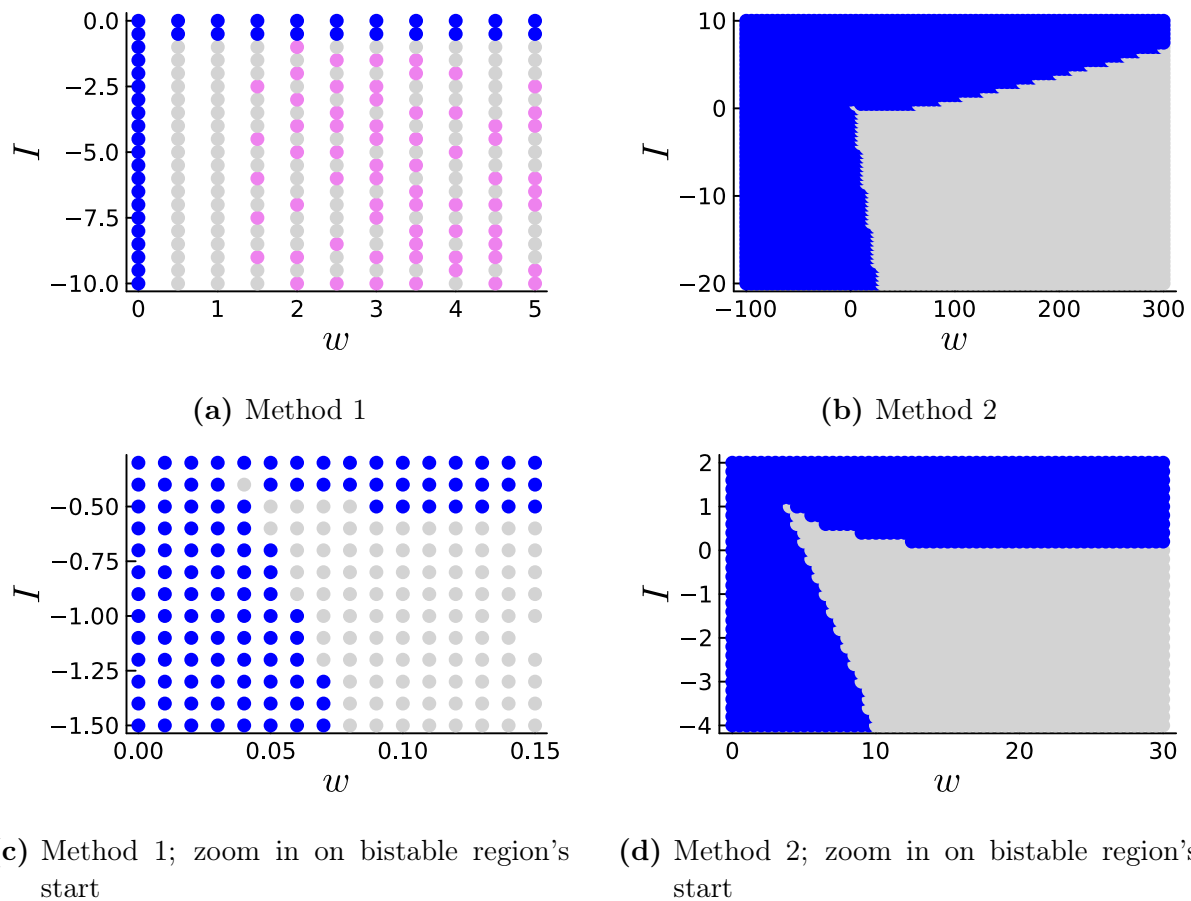 0.0
−2.5
−5.0
−7.5
−10.0
I
0 1 2 3 4 5
w
10
0
−10
−20
I
−100 0 100 200 300
w
(a) Method 1
(b) Method 2
−0.50
−0.75
−1.00
−1.25
−1.50
I
0.00 0.05 0.10 0.15
w
2
1
0
−1
−2
−3
−4
I
0 10 20 30
w
c) Method 1; zoom in on bistable region's
start
(d) Method 2; zoom in on bistable region's
start